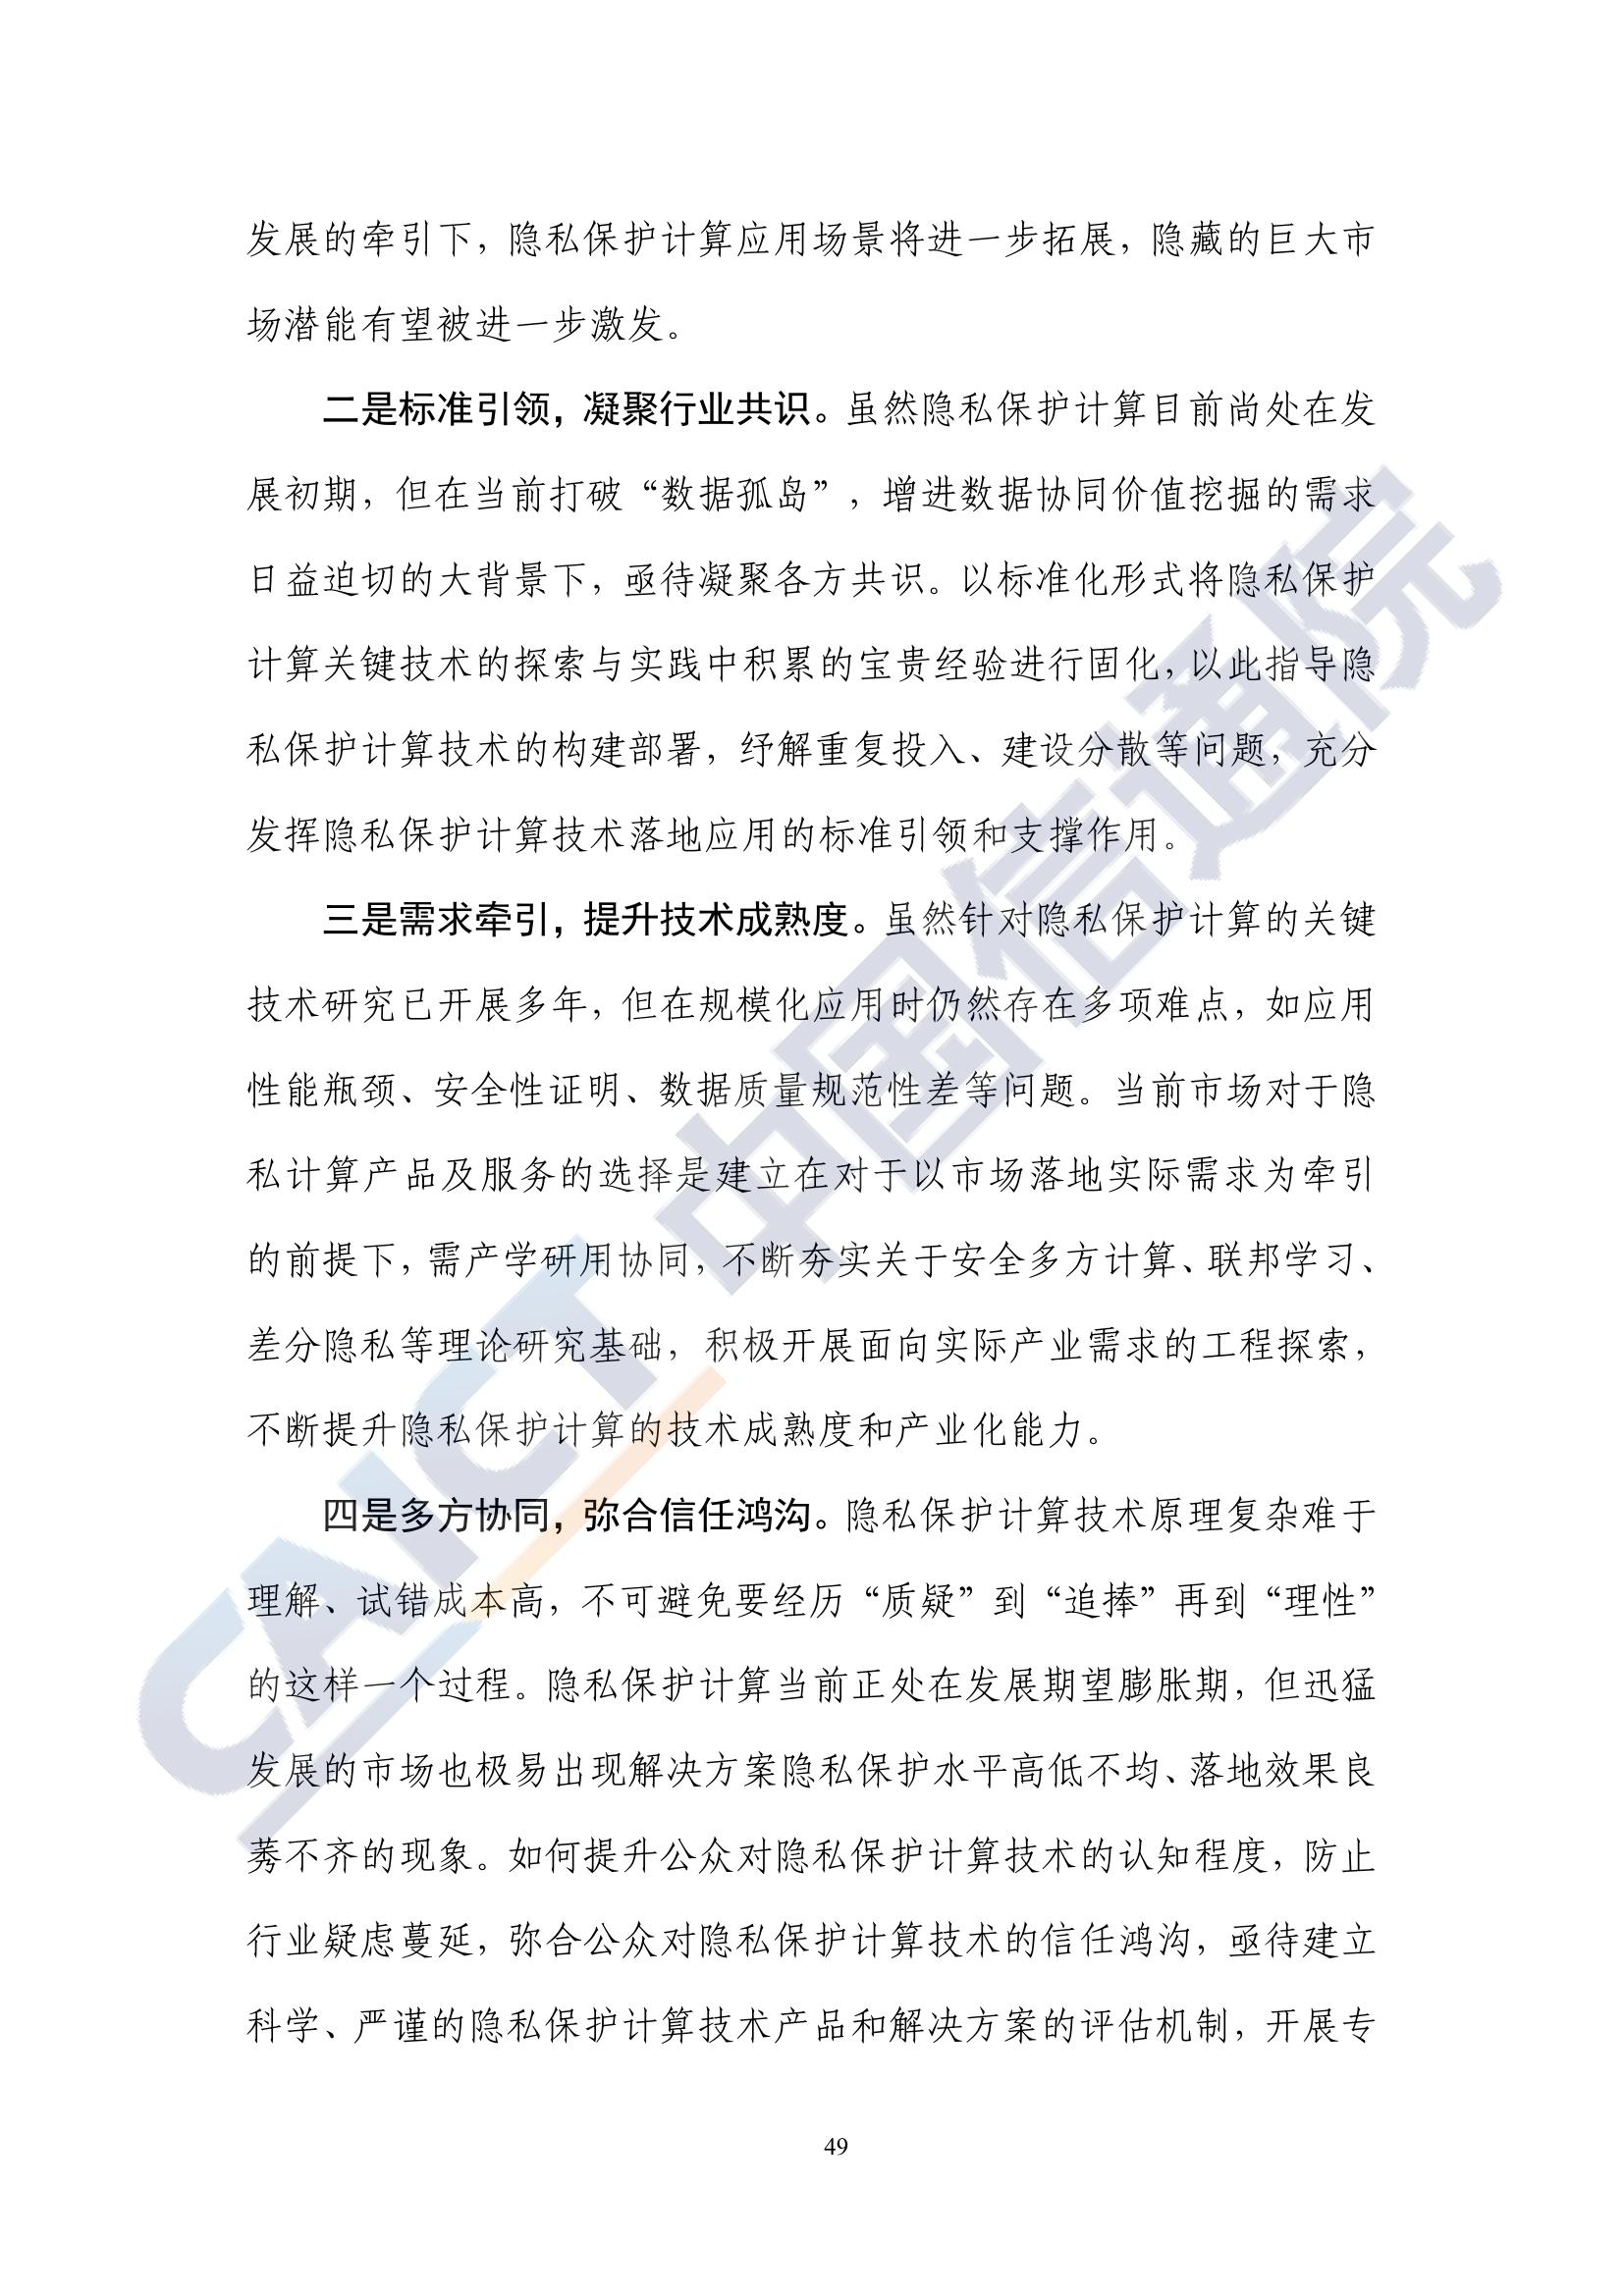 发展的牵引下，隐私保护计算应用场景将进一步拓展，隐藏的巨大市
场潜能有望被进一步激发。
二是标准引领，凝聚行业共识。虽然隐私保护计算目前尚处在发
展初期，但在当前打破“数据孤岛”，增进数据协同价值挖掘的需求
日益迫切的大背景下，亟待凝聚各方共识。以标准化形式将隐私保护
计算关键技术的探索与实践中积累的宝贵经验进行固化，以此指导隐
私保护计算技术的构建部署，纾解重复投入、建设分散等问题，充分
发挥隐私保护计算技术落地应用的标准引领和支撑作用。
三是需求牵引，提升技术成熟度。虽然针对隐私保护计算的关键
技术研究已开展多年，但在规模化应用时仍然存在多项难点，如应用
性能瓶颈、安全性证明、数据质量规范性差等问题。当前市场对于隐
私计算产品及服务的选择是建立在对于以市场落地实际需求为牵引
的前提下，需产学研用协同，不断夯实关于安全多方计算、联邦学习、
差分隐私等理论研究基础，积极开展面向实际产业需求的工程探索，
不断提升隐私保护计算的技术成熟度和产业化能力。
四是多方协同，弥合信任鸿沟。隐私保护计算技术原理复杂难于
理解、试错成本高，不可避免要经历“质疑”到“追捧”再到“理性”
的这样一个过程。隐私保护计算当前正处在发展期望膨胀期，但迅猛
发展的市场也极易出现解决方案隐私保护水平高低不均、落地效果良
莠不齐的现象。如何提升公众对隐私保护计算技术的认知程度，防止
行业疑虑蔓延，弥合公众对隐私保护计算技术的信任鸿沟，亟待建立
科学、严谨的隐私保护计算技术产品和解决方案的评估机制，开展专
49
CAICT 中国信通院